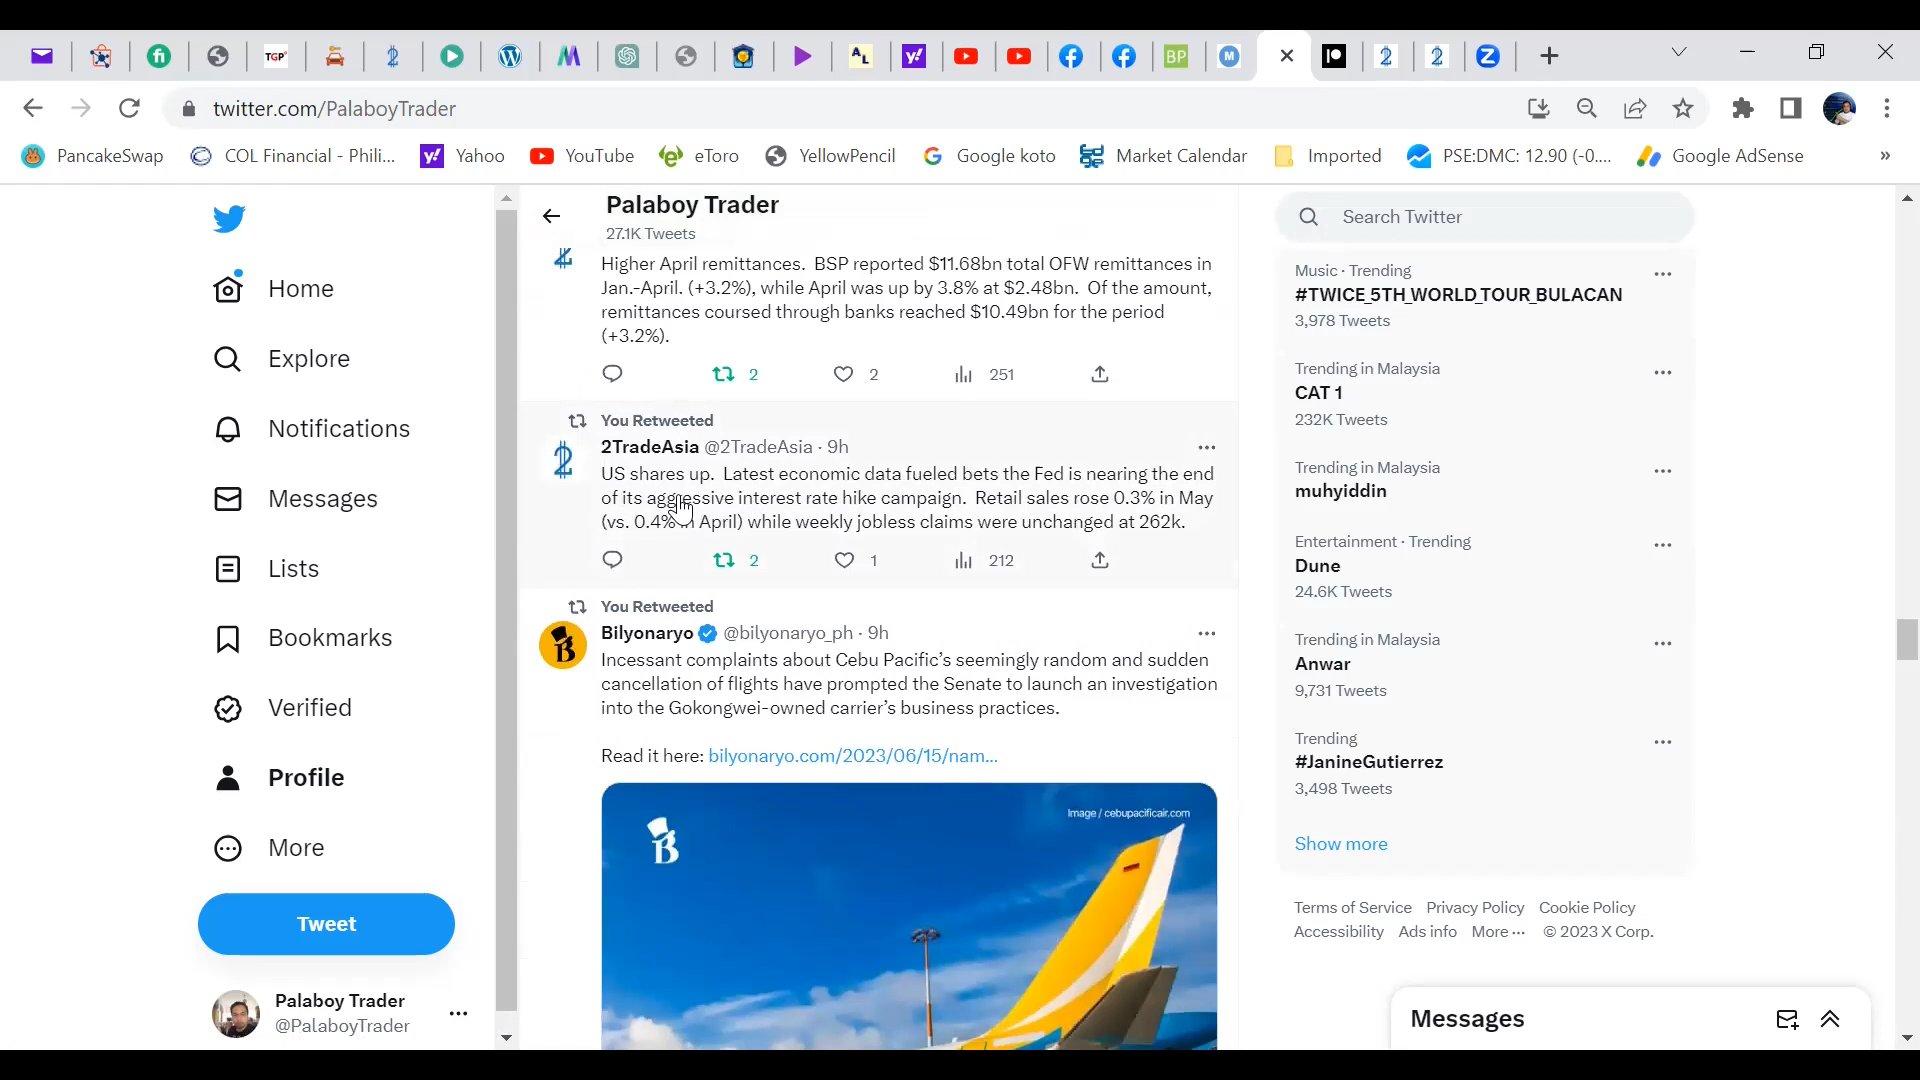 TGP
twitter.com/PalaboyTrader
PancakeSwap
COL Financial - Phili...
Yahoo
YouTube
eToro
YellowPencil
Google koto
Market Calendar
Imported
PSE:DMC: 12.90 (-0....
Google AdSense
»
Home
Explore
Notifications
Messages
Lists
Bookmarks
Verified
Profile
More
Tweet
Palaboy Trader
@PalaboyTrader
Palaboy Trader
27.1K Tweets
Higher April remittances. BSP reported $11.68bn total OFW remittances in
Jan.-April. (+3.2%), while April was up by 3.8% at $2.48bn. Of the amount,
remittances coursed through banks reached $10.49bn for the period
(+3.2%).
2
2
251
You Retweeted
2TradeAsia @2TradeAsia · 9h
US shares up. Latest economic data fueled bets the Fed is nearing the end
of its aggressive interest rate hike campaign. Retail sales rose 0.3% in May
(vs. 0.4% in April) while weekly jobless claims were unchanged at 262k.
2
1
212
You Retweeted
Bilyonaryo @bilyonaryo_ph · 9h
Incessant complaints about Cebu Pacific’s seemingly random and sudden
cancellation of flights have prompted the Senate to launch an investigation
into the Gokongwei-owned carrier’s business practices.
Read it here: bilyonaryo.com/2023/06/15/nam...
Image / cebupacificair.com
B
Search Twitter
Music · Trending
#TWICE_5TH_WORLD_TOUR_BULACAN
3,978 Tweets
Trending in Malaysia
CAT 1
232K Tweets
Trending in Malaysia
muhyiddin
Entertainment · Trending
Dune
24.6K Tweets
Trending in Malaysia
Anwar
9,731 Tweets
Trending
#JanineGutierrez
3,498 Tweets
Show more
Terms of Service Privacy Policy Cookie Policy
Accessibility Ads info More ··· © 2023 X Corp.
Messages